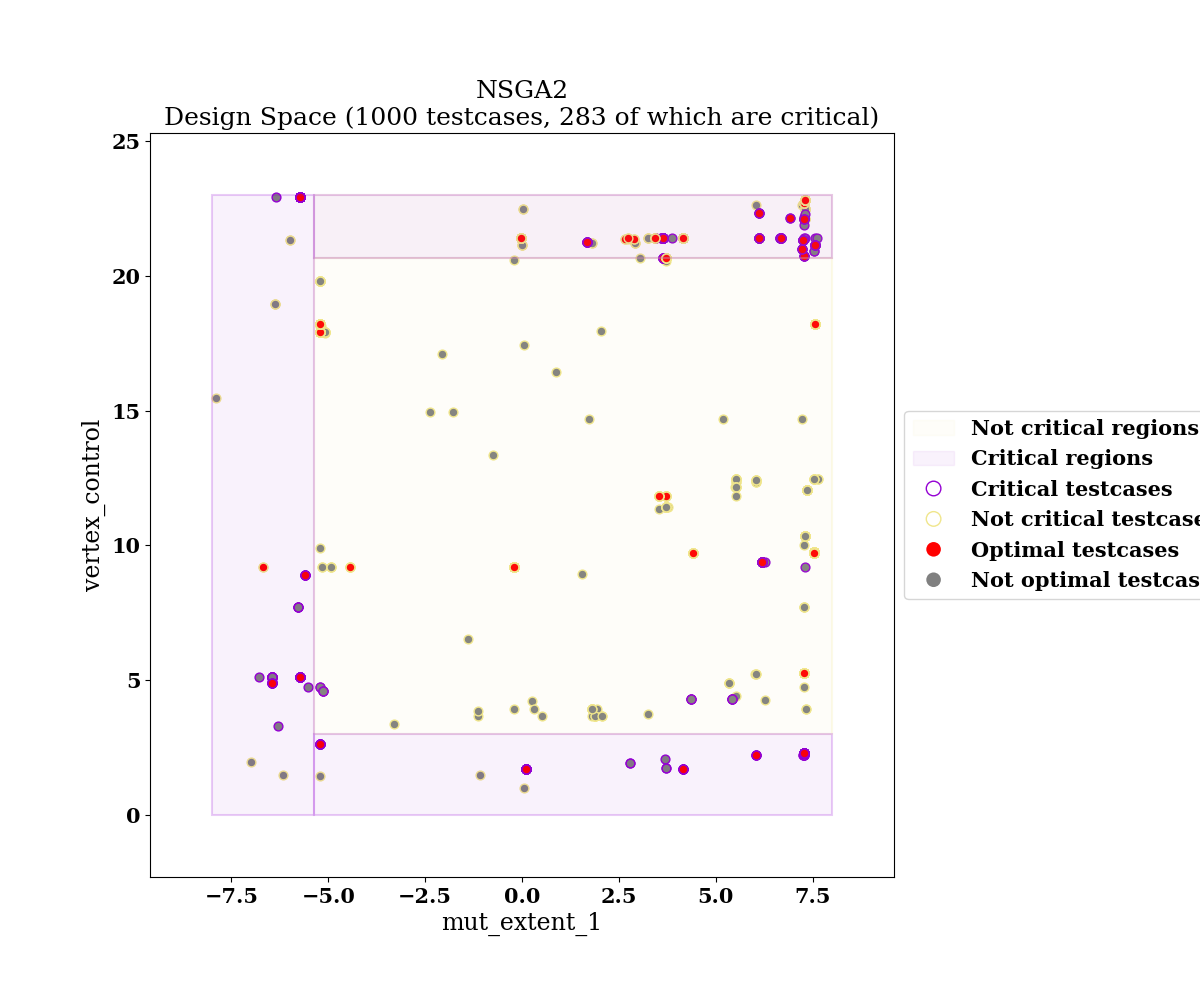 NSGA2
Design Space (1000 testcases, 283 of which are critical)
25
20
15
10
5
0
vertex_control
−7.5 −5.0 −2.5 0.0 2.5 5.0 7.5
mut_extent_1
Not critical regions
Critical regions
Critical testcases
Not critical testcase
Optimal testcases
Not optimal testcas